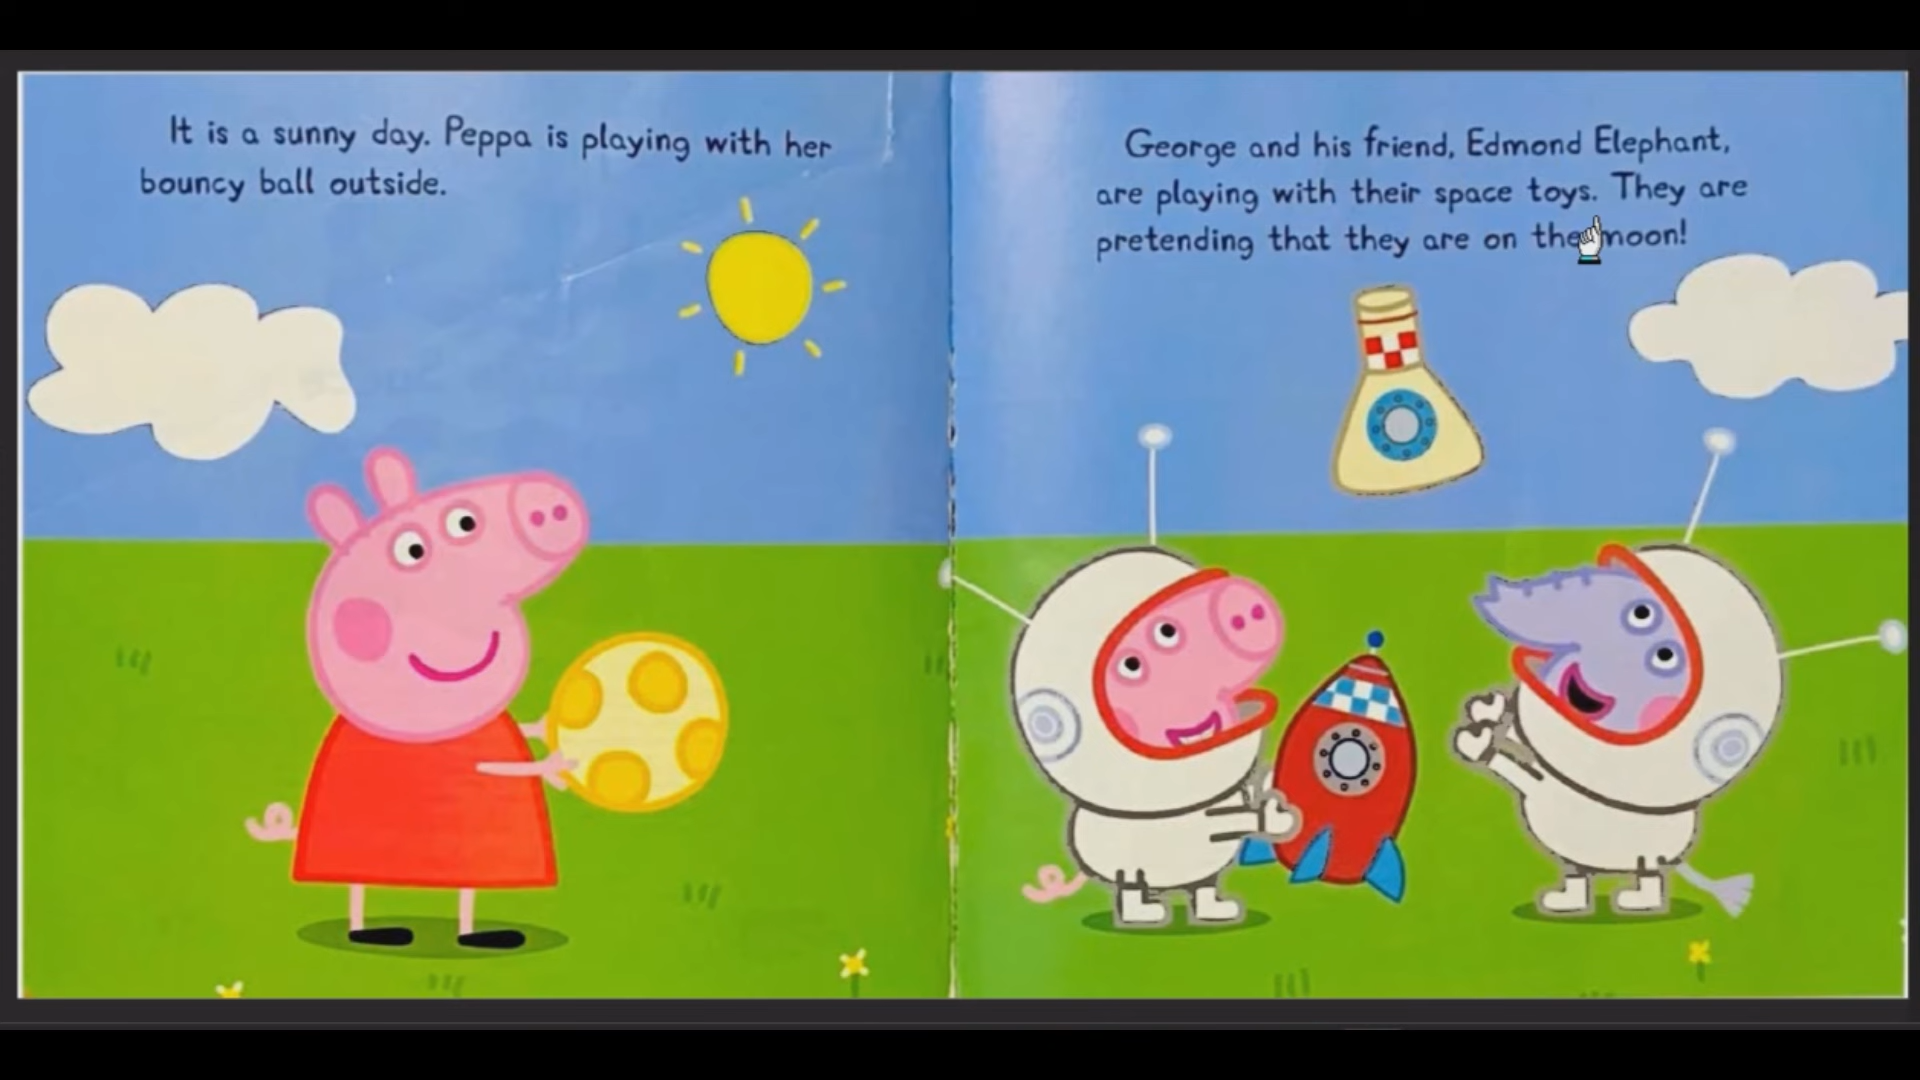 It is a sunny day. Peppa is playing with her
bouncy ball outside.
George and his friend, Edmond Elephant,
are playing with their space toys. They are
pretending that they are on the moon!